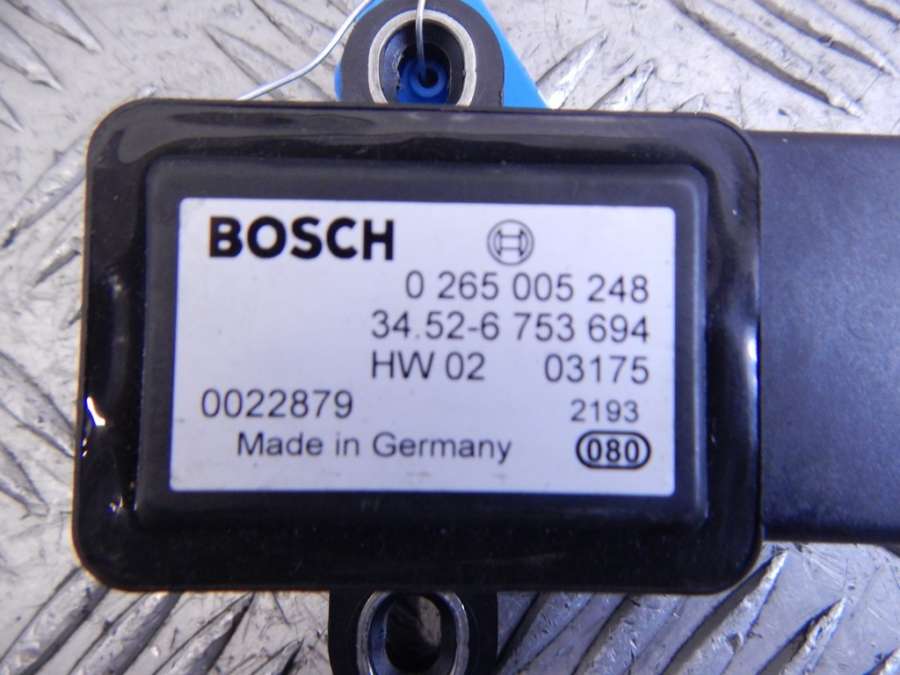 BOSCH
0 265 005 248
34.52-6 753 694
HW 02 03175
0022879 2193
Made in Germany 080